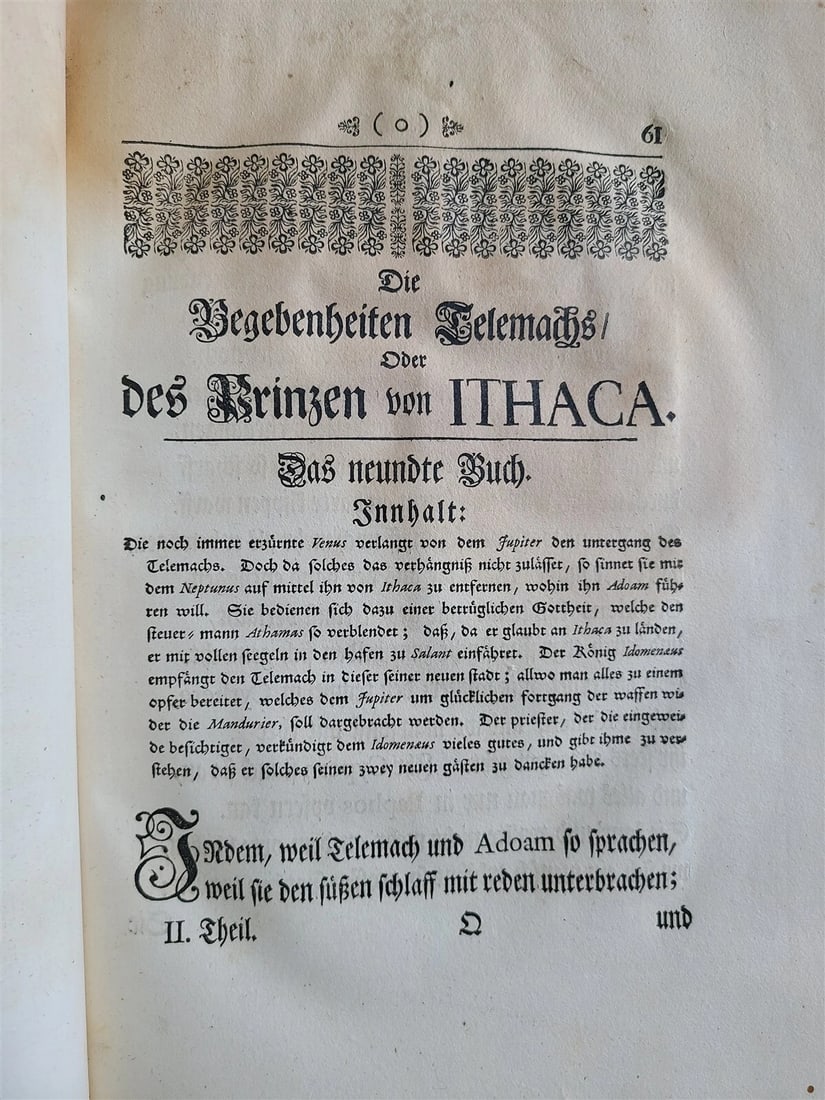 ( o ) 61
Die
Begebenheiten Telemachs/
Oder
des Prinzen von ITHACA.
Das neundte Buch.
Innhalt:
Die noch immer erzürnte Venus verlangt von dem Jupiter den untergang des
Telemachs. Doch da solches das verhängniß nicht zulässet, so sinnet sie mit
dem Neptunus auf mittel ihn von Ithaca zu entfernen, wohin ihn Adoam füh-
ren will. Sie bedienen sich dazu einer betrüglichen Gottheit, welche den
steuer-mann Athamas so verblendet; daß, da er glaubt an Ithaca zu länden,
er mit vollen seegeln in den hafen zu Salant einfähret. Der König Idomenæus
empfängt den Telemach in dieser seiner neuen stadt; allwo man alles zu einem
opfer bereitet, welches dem Jupiter um glücklichen fortgang der waffen wi-
der die Mandurier, soll dargebracht werden. Der priester, der die eingewei-
de besichtiget, verkündigt dem Idomenæus vieles gutes, und gibt ihme zu ver-
stehen, daß er solches seinen zwey neuen gästen zu dancken habe.
INdem, weil Telemach und Adoam so sprachen,
weil sie den süßen schlaff mit reden unterbrachen;
II. Theil. Q und